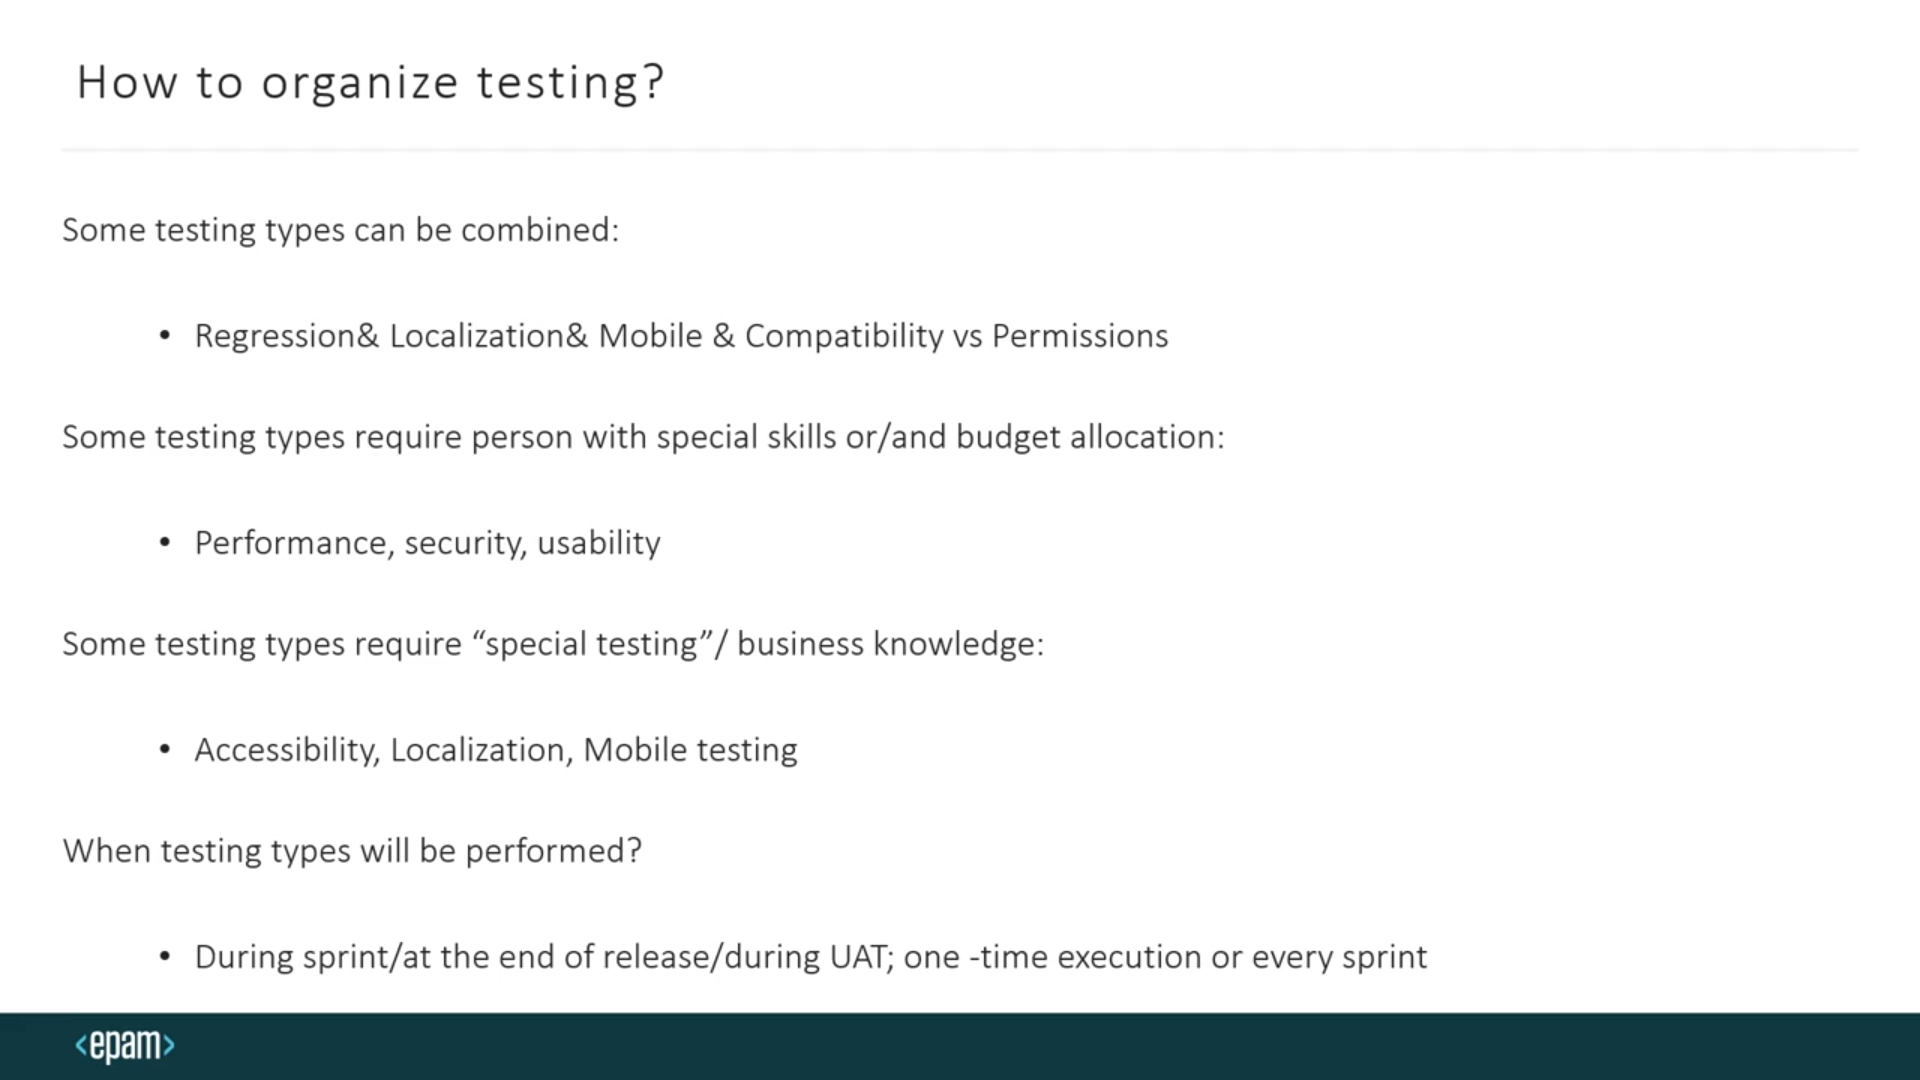 How to organize testing?
Some testing types can be combined:
• Regression& Localization& Mobile & Compatibility vs Permissions
Some testing types require person with special skills or/and budget allocation:
• Performance, security, usability
Some testing types require “special testing”/ business knowledge:
• Accessibility, Localization, Mobile testing
When testing types will be performed?
• During sprint/at the end of release/during UAT; one -time execution or every sprint
<epam>